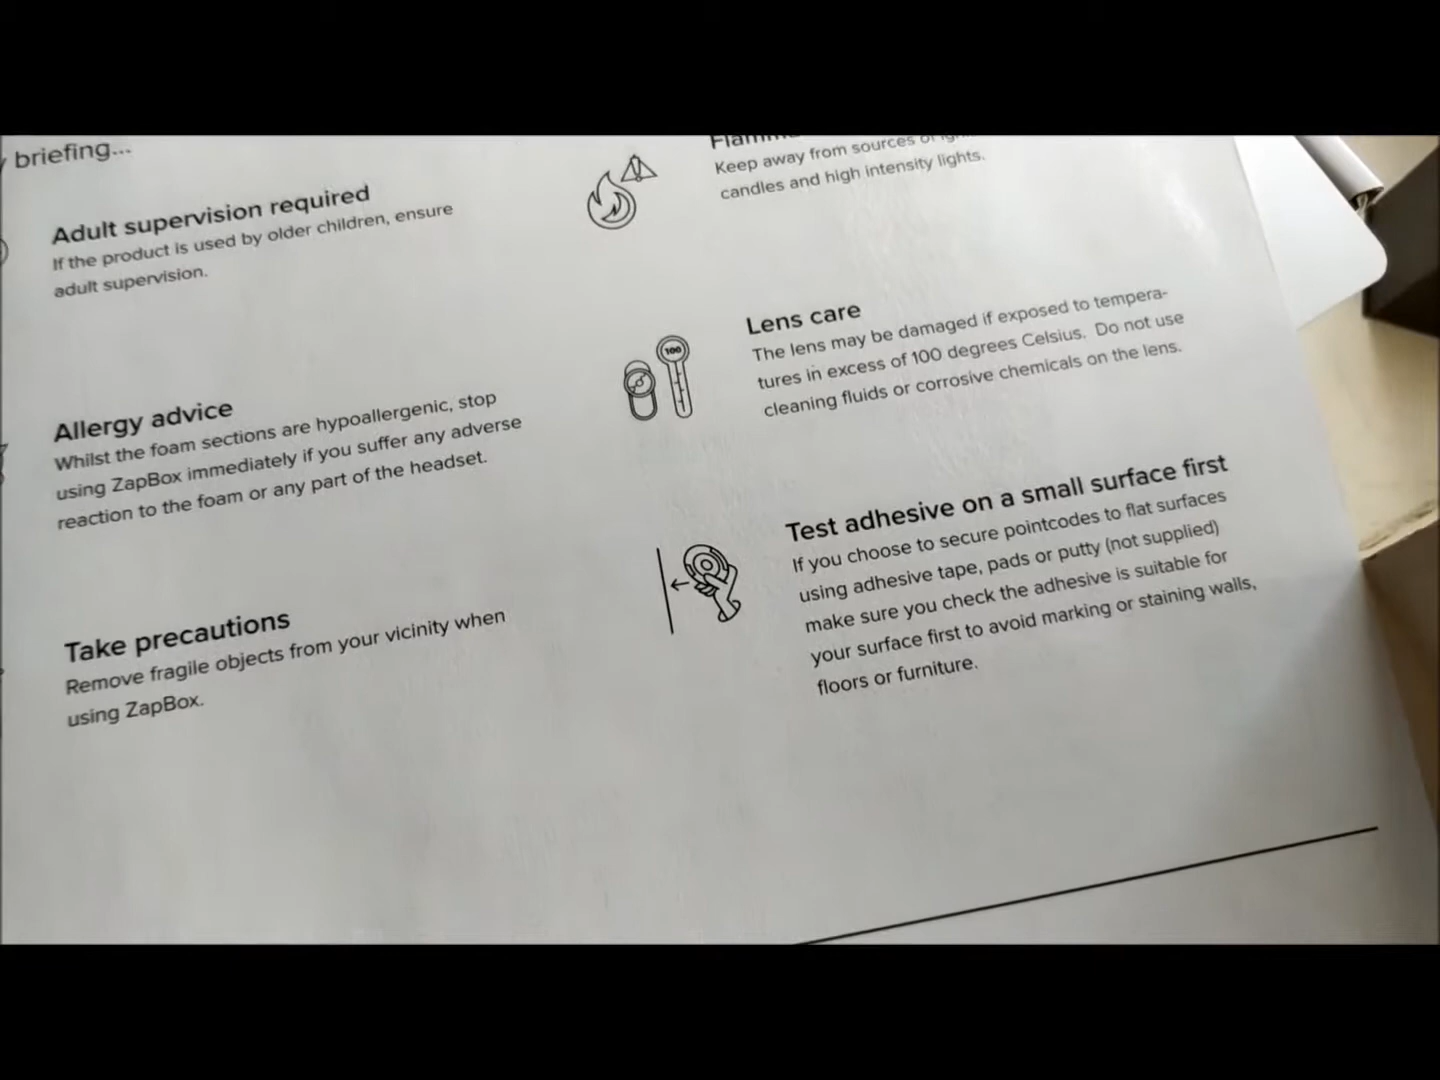 briefing...
Adult supervision required
If the product is used by older children, ensure
adult supervision.
Allergy advice
Whilst the foam sections are hypoallergenic, stop
using ZapBox immediately if you suffer any adverse
reaction to the foam or any part of the headset.
Take precautions
Remove fragile objects from your vicinity when
using ZapBox.
Keep away from sources of
candles and high intensity lights.
100
Lens care
The lens may be damaged if exposed to tempera-
tures in excess of 100 degrees Celsius. Do not use
cleaning fluids or corrosive chemicals on the lens.
Test adhesive on a small surface first
If you choose to secure pointcodes to flat surfaces
using adhesive tape, pads or putty (not supplied)
make sure you check the adhesive is suitable for
your surface first to avoid marking or staining walls,
floors or furniture.